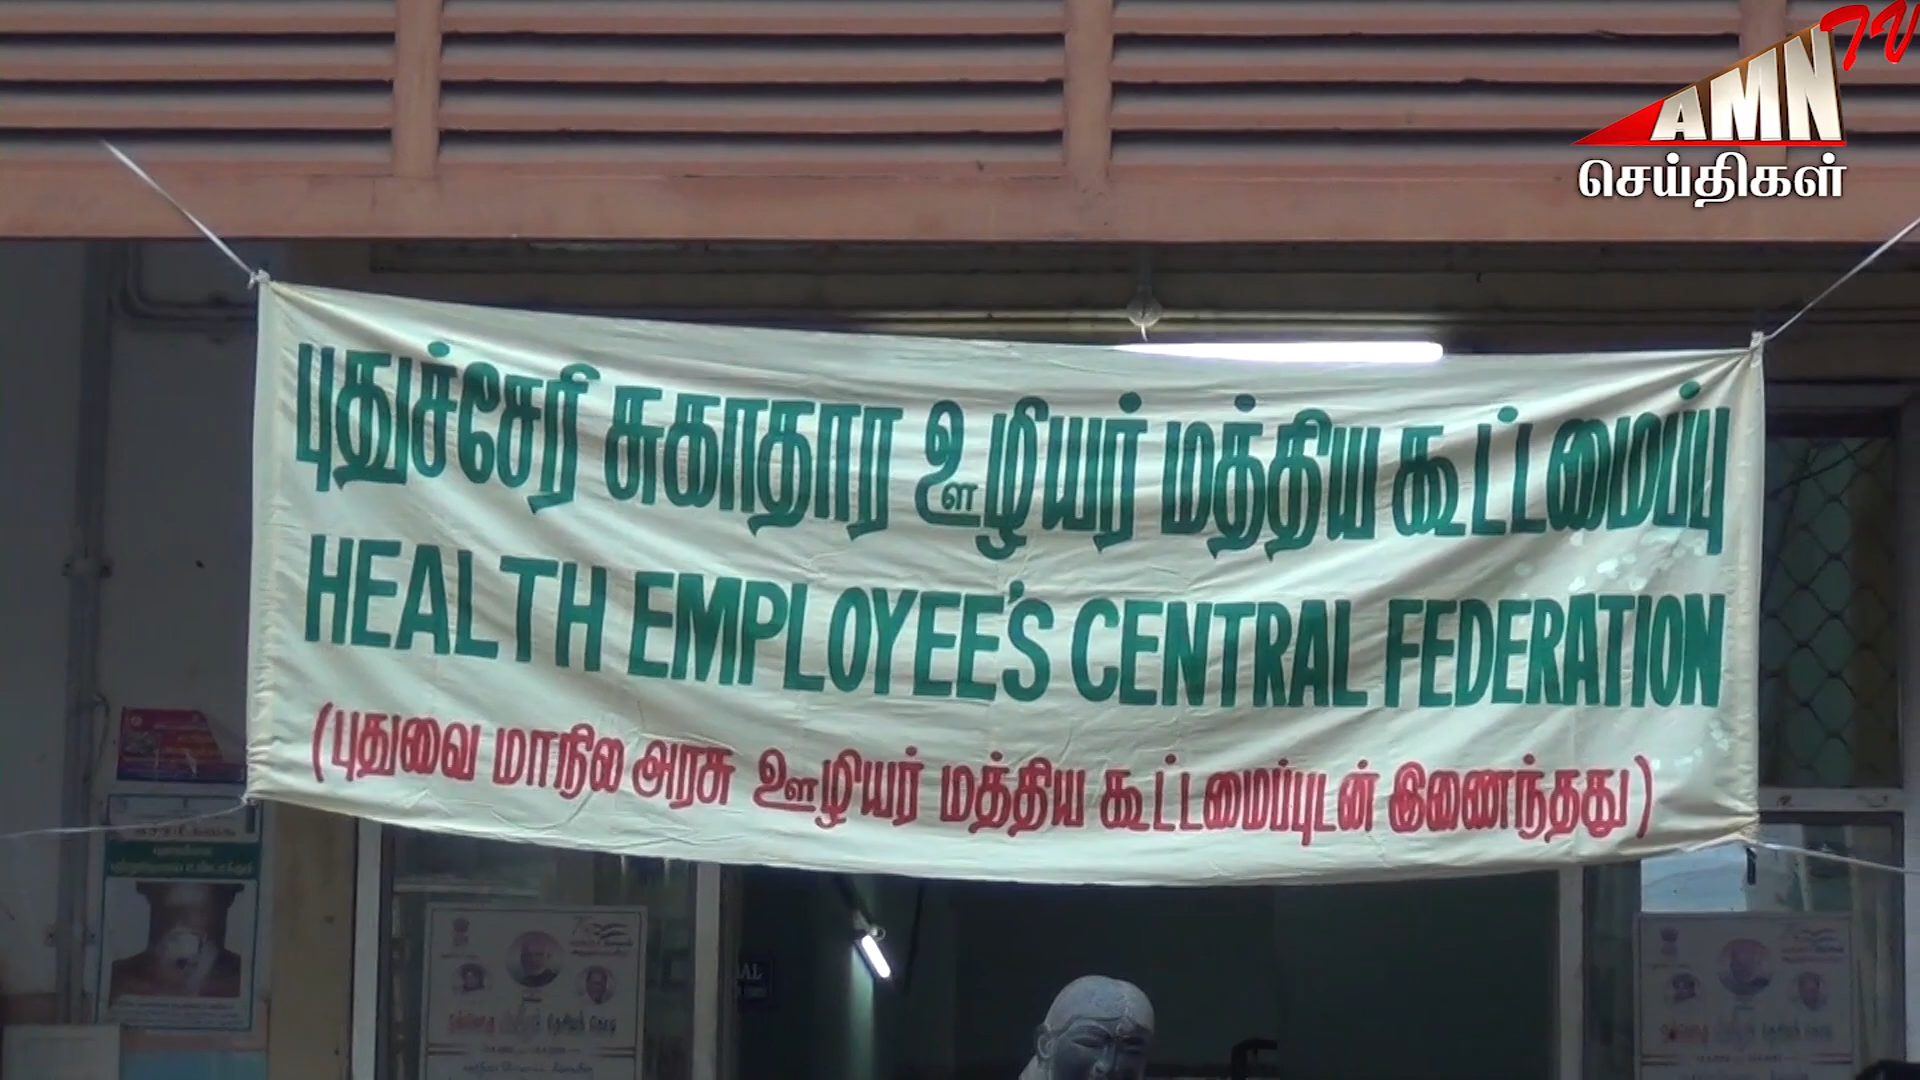 AMN TV
செய்திகள்
புதுச்சேரி சுகாதார ஊழியர் மத்திய கூட்டமைப்பு
HEALTH EMPLOYEE'S CENTRAL FEDERATION
(புதுவை மாநில அரசு ஊழியர் மத்திய கூட்டமைப்புடன் இணைந்தது)